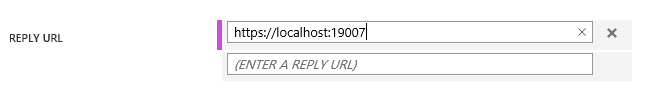 REPLY URL
https://localhost:19007
(ENTER A REPLY URL)